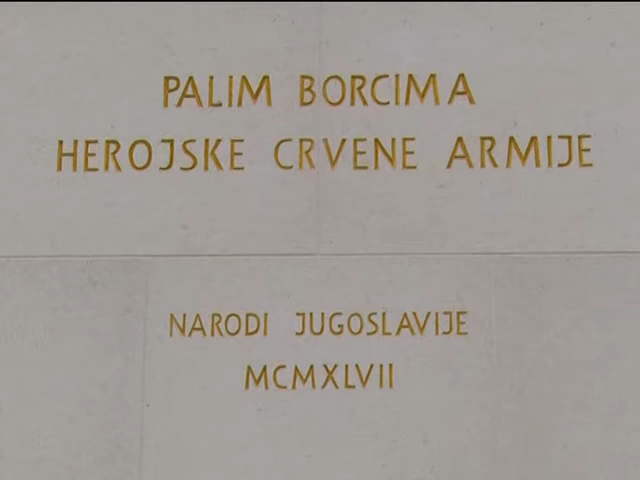 PALIM BORCIMA
HEROJSKE CRVENE ARMIJE
NARODI JUGOSLAVIJE
MCMXLVII